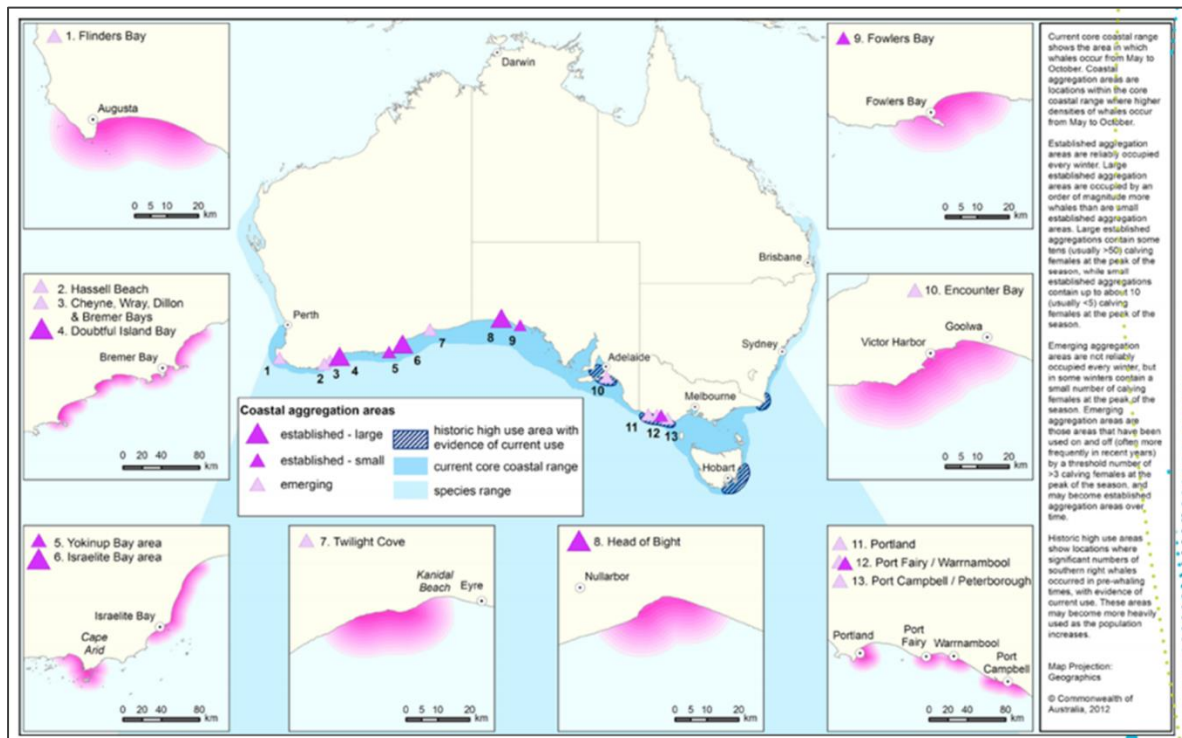 1. Flinders Bay
Augusta
0 5 10 20
km
Darwin
9. Fowlers Bay
Fowlers Bay
0 5 10 20
km
2. Hassell Beach
3. Cheyne, Wray, Dillon
& Bremer Bays
4. Doubtful Island Bay
Bremer Bay
0 20 40 80
km
Perth
Brisbane
Sydney
Adelaide
Melbourne
Hobart
1
2
3
4
5
6
7
8
9
10
11
12
13
10. Encounter Bay
Goolwa
Victor Harbor
0 5 10 20
km
Coastal aggregation areas
established - large
established - small
emerging
historic high use area with
evidence of current use
current core coastal range
species range
5. Yokinup Bay area
6. Israelite Bay area
Israelite Bay
Cape
Arid
0 20 40 80
km
7. Twilight Cove
Kanidal
Beach
Eyre
0 5 10 20
km
8. Head of Bight
Nullarbor
0 5 10 20
km
11. Portland
12. Port Fairy / Warrnambool
13. Port Campbell / Peterborough
Portland
Port
Fairy
Warrnambool
Port
Campbell
0 20 40 80
km
Current core coastal range
shows the area in which
whales occur from May to
October. Coastal
aggregation areas are
locations within the core
coastal range where higher
densities of whales occur
from May to October.
Established aggregation
areas are reliably occupied
every winter. Large
established aggregation
areas are occupied by an
order of magnitude more
whales than are small
established aggregation
areas. Large established
aggregations contain some
tens (usually >50) calving
females at the peak of the
season, while small
established aggregations
contain up to about 10
(usually <5) calving
females at the peak of the
season.
Emerging aggregation
areas are not reliably
occupied every winter, but
in some winters contain a
small number of calving
females at the peak of the
season. Emerging
aggregation areas are
those areas that have been
used on and off (often more
frequently in recent years)
by a threshold number of
>3 calving females at the
peak of the season, and
may become established
aggregation areas over
time.
Historic high use areas
show locations where
significant numbers of
southern right whales
occurred in pre-whaling
times, with evidence of
current use. These areas
may become more heavily
used as the population
increases.
Map Projection:
Geographics
© Commonwealth of
Australia, 2012